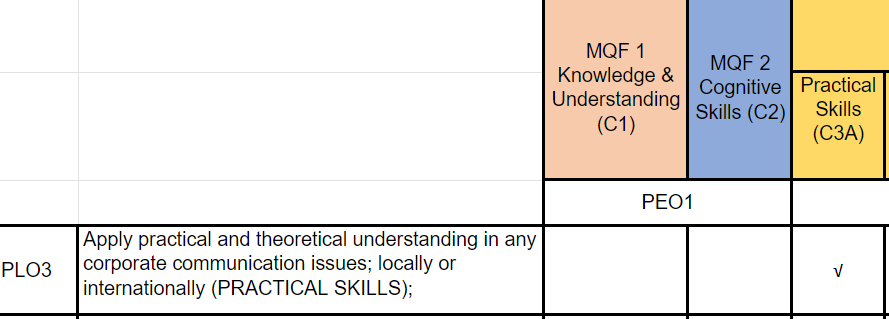 MQF 1
Knowledge &
Understanding
(C1)
MQF 2
Cognitive
Skills (C2)
Practical
Skills
(C3A)
PEO1
PLO3
Apply practical and theoretical understanding in any
corporate communication issues; locally or
internationally (PRACTICAL SKILLS);
√